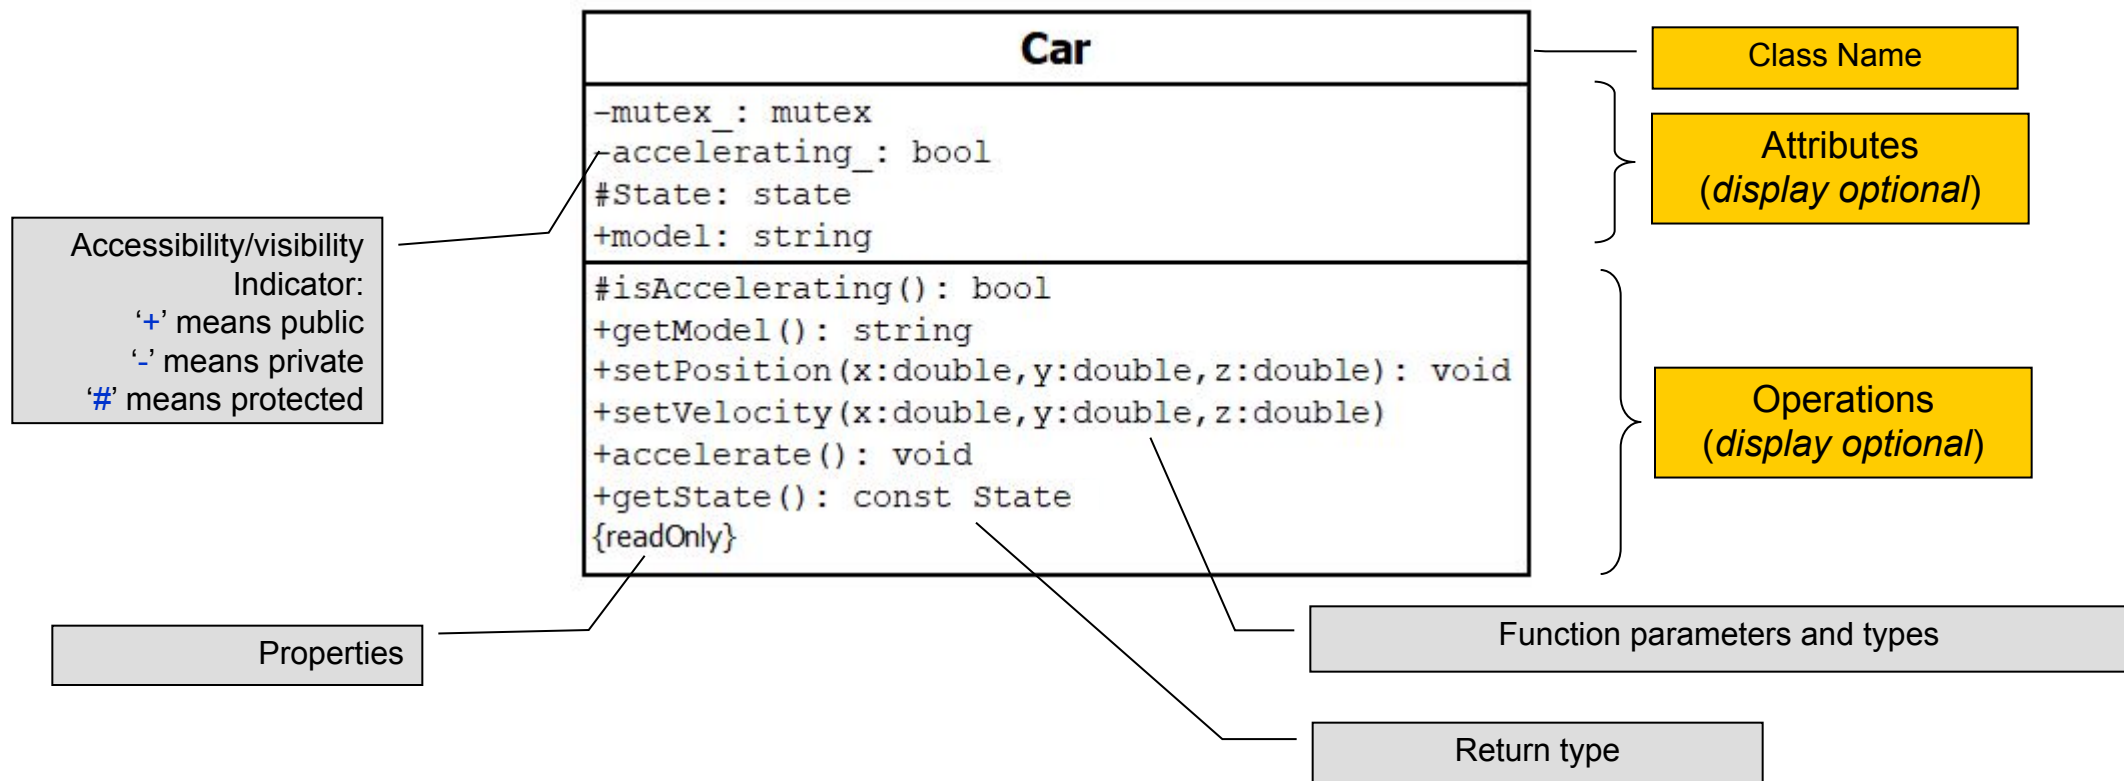 Car
Class Name
-mutex_: mutex
-accelerating_: bool
#State: state
+model: string
Attributes
(display optional)
Accessibility/visibility
Indicator:
‘+’ means public
‘-’ means private
‘#’ means protected
#isAccelerating(): bool
+getModel(): string
+setPosition(x:double,y:double,z:double): void
+setVelocity(x:double,y:double,z:double)
+accelerate(): void
+getState(): const State
{readOnly}
Operations
(display optional)
Properties
Function parameters and types
Return type